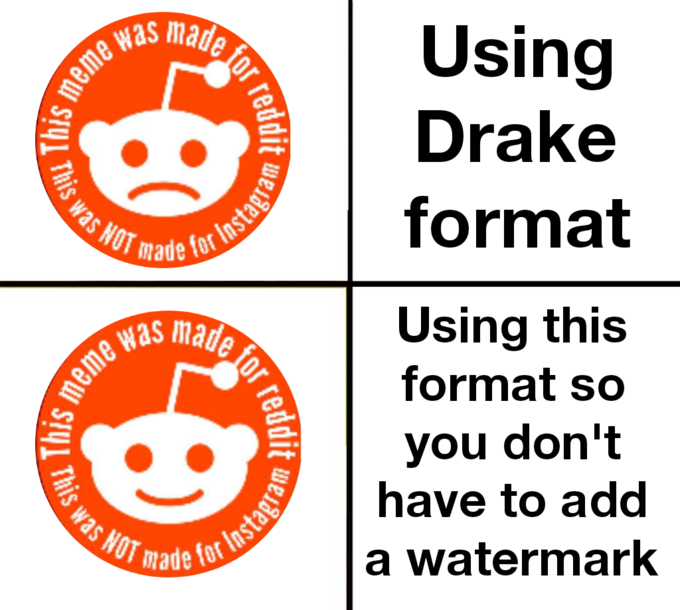 This meme was made for reddit
This was NOT made for Instagram
Using
Drake
format
This meme was made for reddit
This was NOT made for Instagram
Using this
format so
you don't
have to add
a watermark